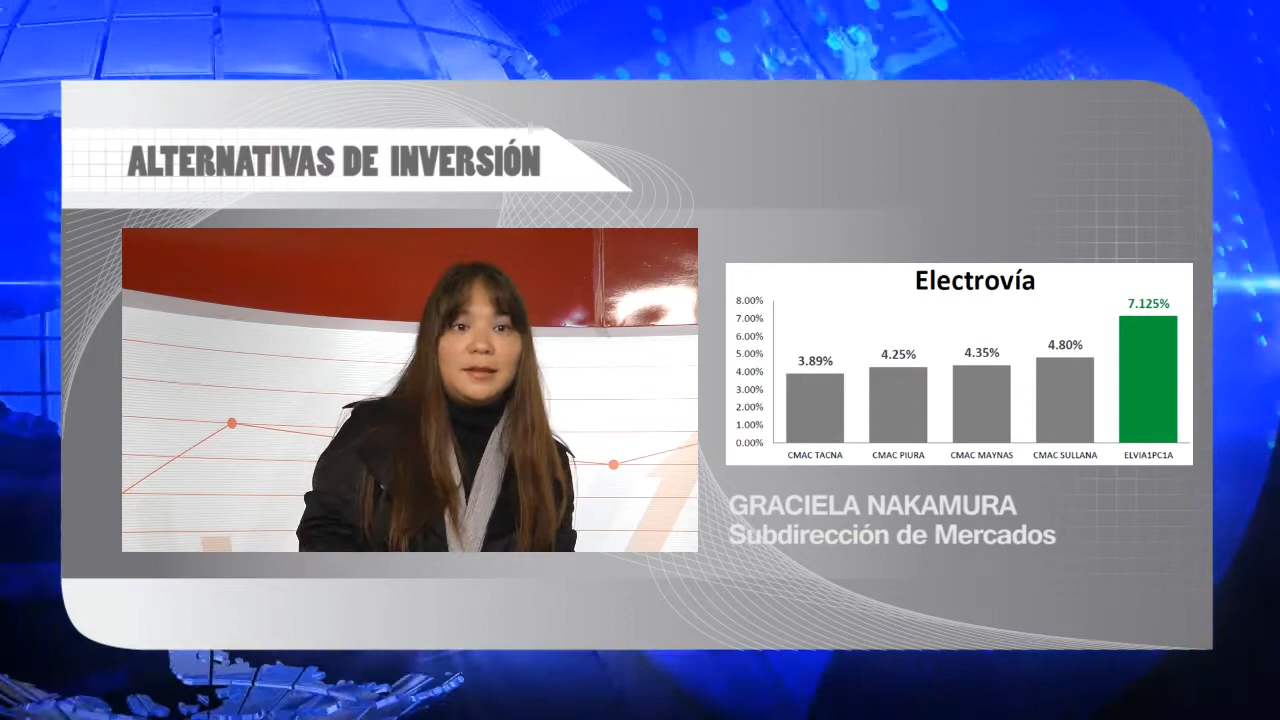 ALTERNATIVAS DE INVERSIÓN
Electrovía
8.00%
7.00%
6.00%
5.00%
4.00%
3.00%
2.00%
1.00%
0.00%
3.89%
4.25%
4.35%
4.80%
7.125%
CMAC TACNA
CMAC PIURA
CMAC MAYNAS
CMAC SULLANA
ELVIA1PC1A
GRACIELA NAKAMURA
Subdirección de Mercados